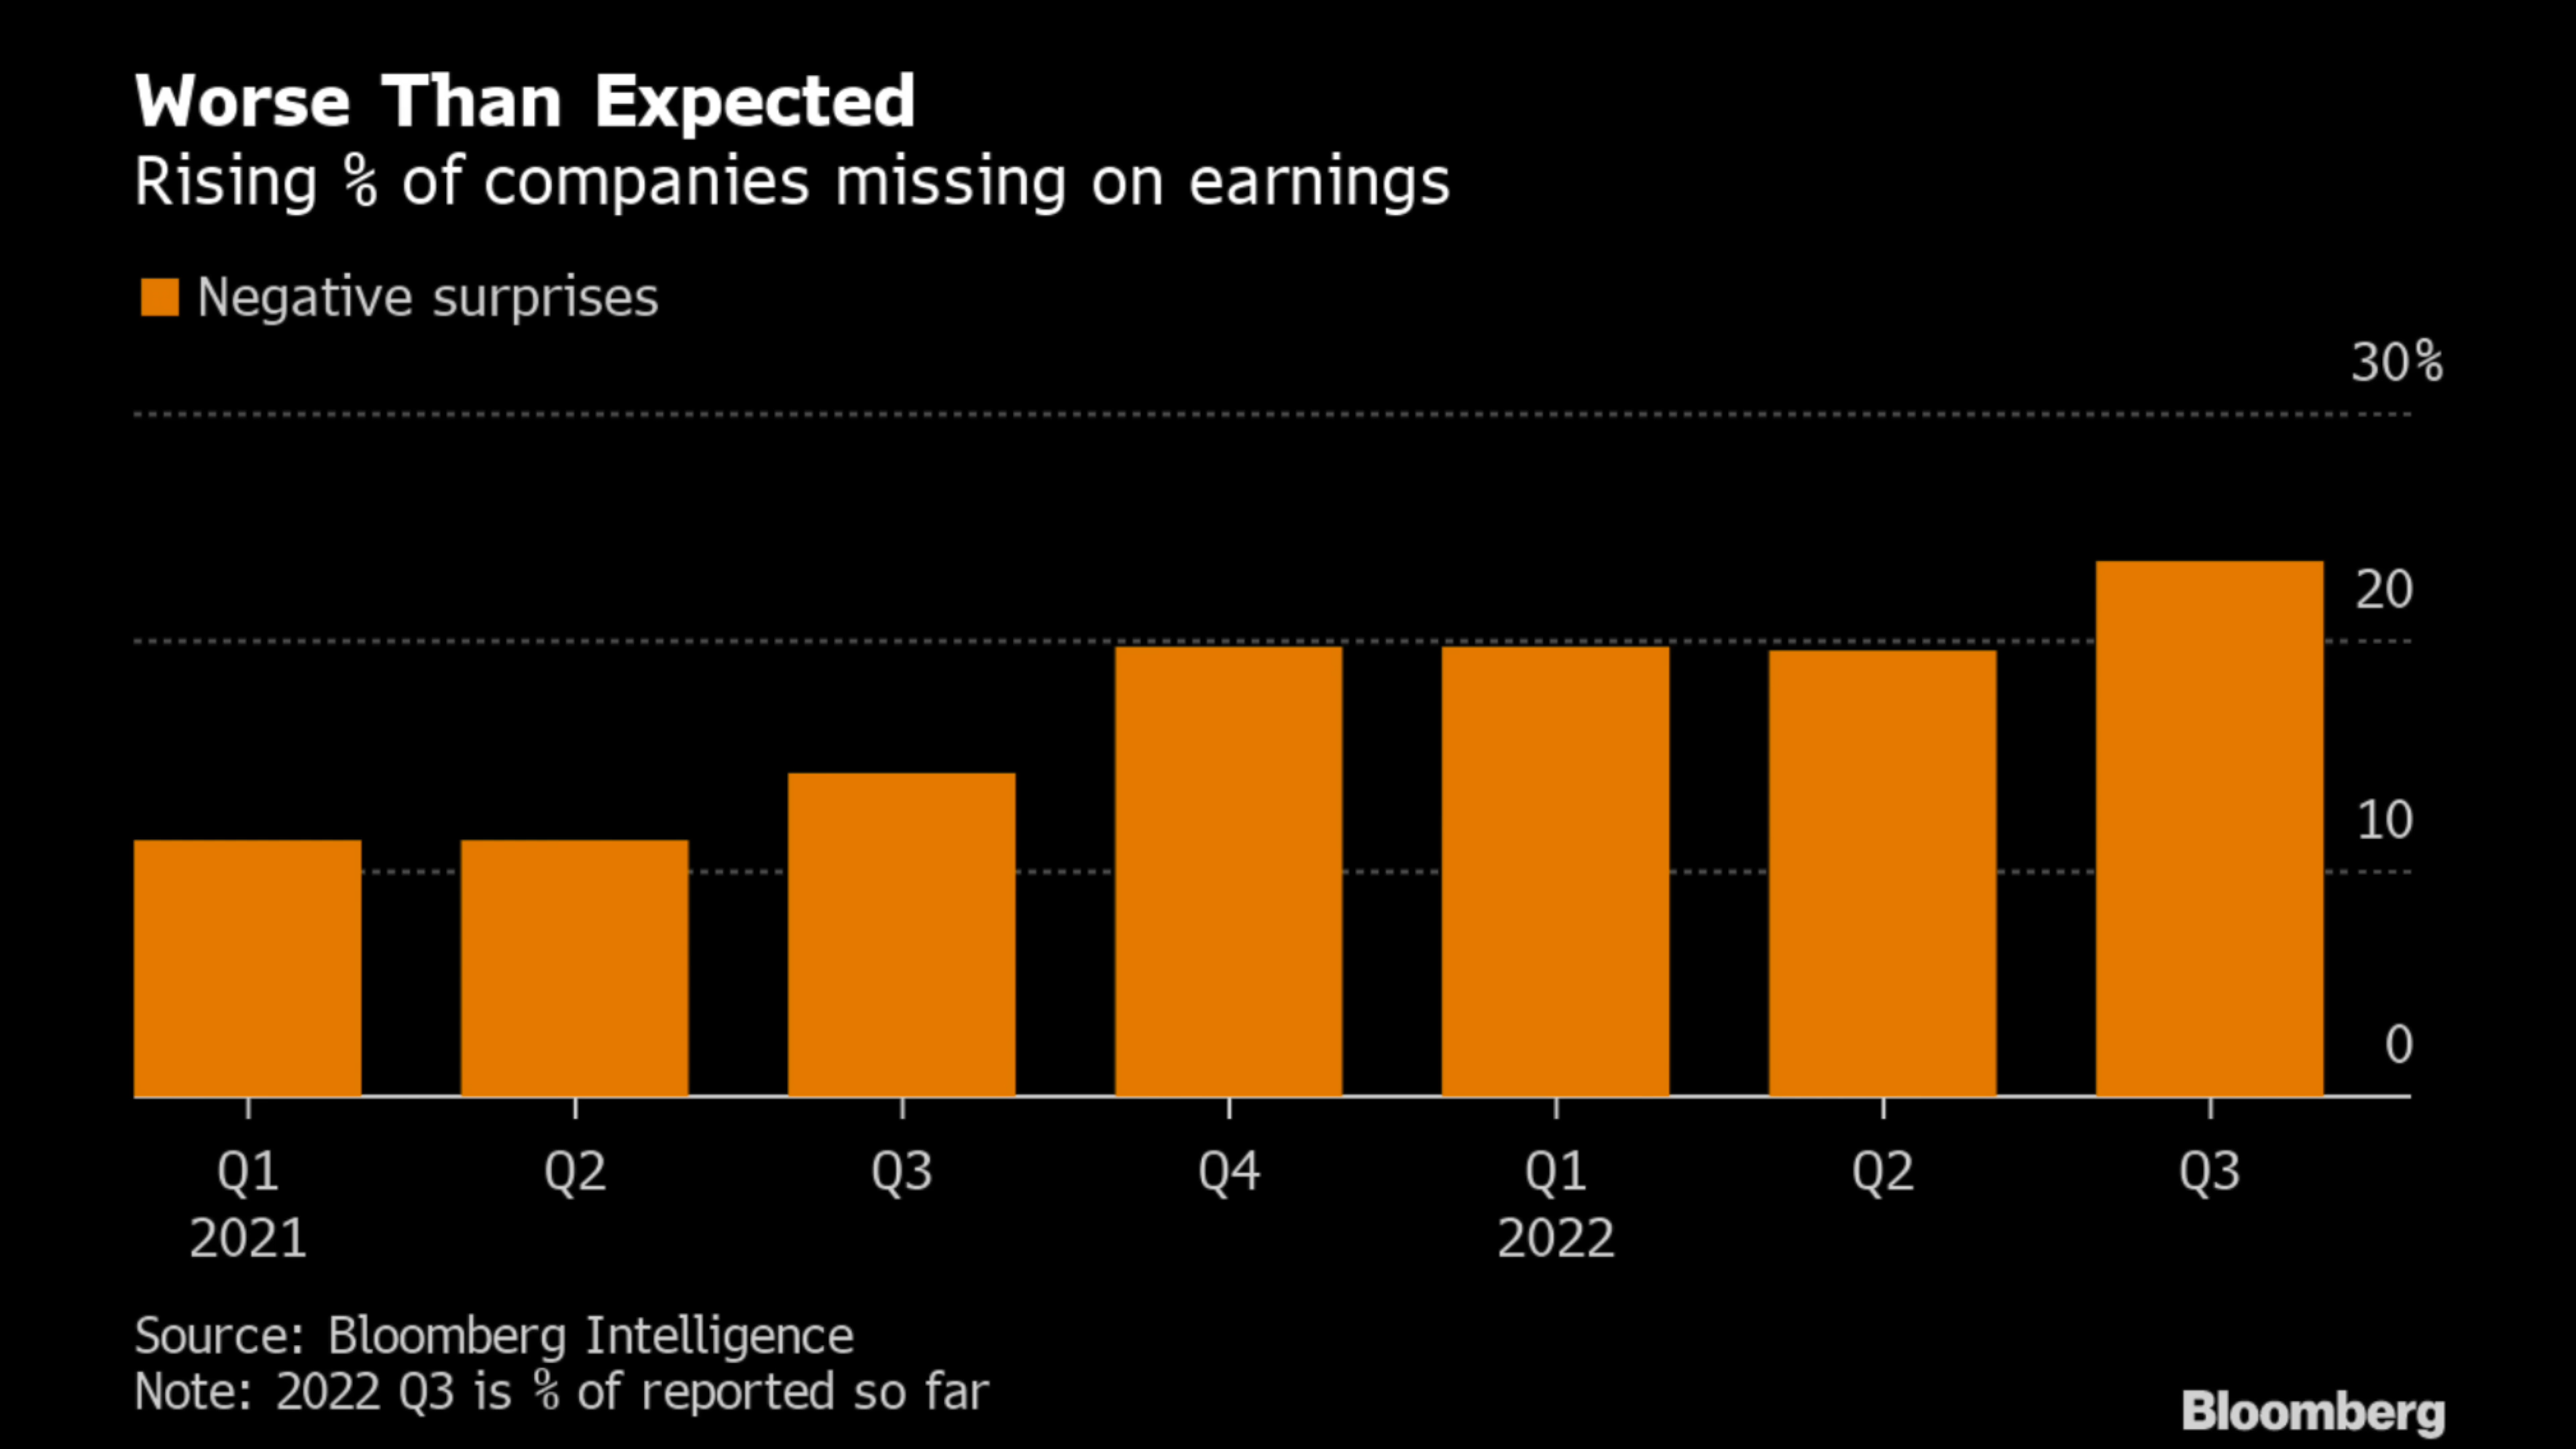 Worse Than Expected
Rising % of companies missing on earnings
Negative surprises
30%
20
10
0
Q1 Q2 Q3 Q4 Q1 Q2 Q3
2021 2022
Source: Bloomberg Intelligence
Note: 2022 Q3 is % of reported so far
Bloomberg